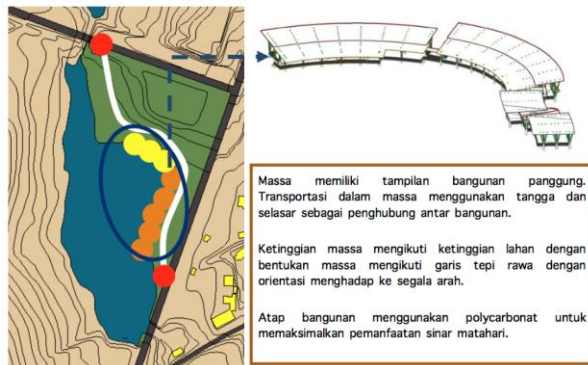 Massa memiliki tampilan bangunan panggung.
Transportasi dalam massa menggunakan tangga dan
selasar sebagai penghubung antar bangunan.
Ketinggian massa mengikuti ketinggian lahan dengan
bentukan massa mengikuti garis tepi rawa dengan
orientasi menghadap ke segala arah.
Atap bangunan menggunakan polycarbonat untuk
memaksimalkan pemanfaatan sinar matahari.